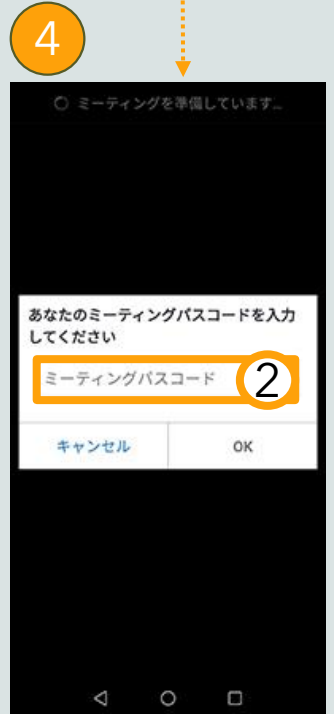 4
ミーティングを準備しています...
あなたのミーティングパスコードを入力
してください
ミーティングパスコード 2
キャンセル OK